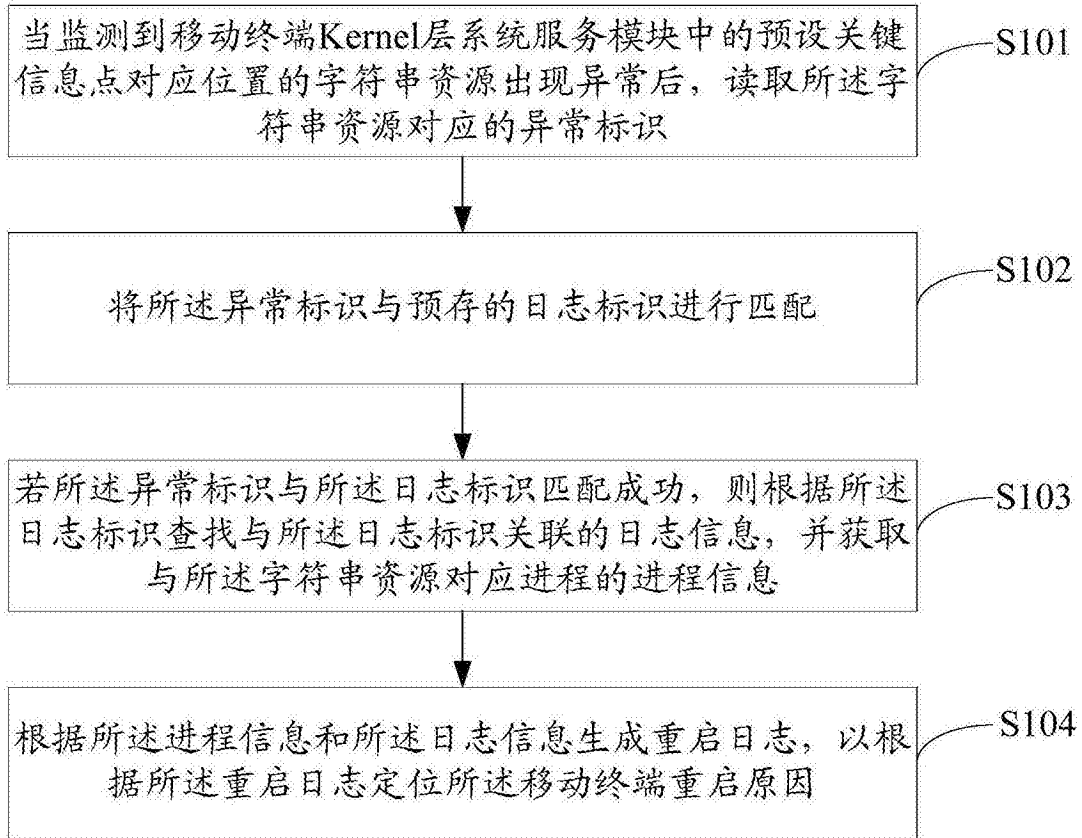 当监测到移动终端Kernel层系统服务模块中的预设关键
信息点对应位置的字符串资源出现异常后，读取所述字
符串资源对应的异常标识
S101
将所述异常标识与预存的日志标识进行匹配
S102
若所述异常标识与所述日志标识匹配成功，则根据所述
日志标识查找与所述日志标识关联的日志信息，并获取
与所述字符串资源对应进程的进程信息
S103
根据所述进程信息和所述日志信息生成重启日志，以根
据所述重启日志定位所述移动终端重启原因
S104